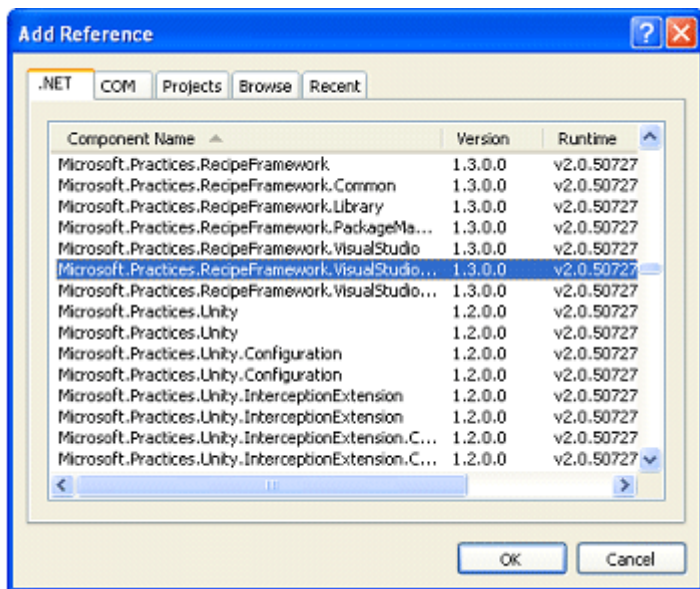 Add Reference
.NET COM Projects Browse Recent
Component Name Version Runtime
Microsoft.Practices.RecipeFramework 1.3.0.0 v2.0.50727
Microsoft.Practices.RecipeFramework.Common 1.3.0.0 v2.0.50727
Microsoft.Practices.RecipeFramework.Library 1.3.0.0 v2.0.50727
Microsoft.Practices.RecipeFramework.PackageMa... 1.3.0.0 v2.0.50727
Microsoft.Practices.RecipeFramework.VisualStudio 1.3.0.0 v2.0.50727
Microsoft.Practices.RecipeFramework.VisualStudio... 1.3.0.0 v2.0.50727
Microsoft.Practices.RecipeFramework.VisualStudio... 1.3.0.0 v2.0.50727
Microsoft.Practices.Unity 1.2.0.0 v2.0.50727
Microsoft.Practices.Unity 1.2.0.0 v2.0.50727
Microsoft.Practices.Unity.Configuration 1.2.0.0 v2.0.50727
Microsoft.Practices.Unity.Configuration 1.2.0.0 v2.0.50727
Microsoft.Practices.Unity.InterceptionExtension 1.2.0.0 v2.0.50727
Microsoft.Practices.Unity.InterceptionExtension 1.2.0.0 v2.0.50727
Microsoft.Practices.Unity.InterceptionExtension.C... 1.2.0.0 v2.0.50727
Microsoft.Practices.Unity.InterceptionExtension.C... 1.2.0.0 v2.0.50727
OK Cancel